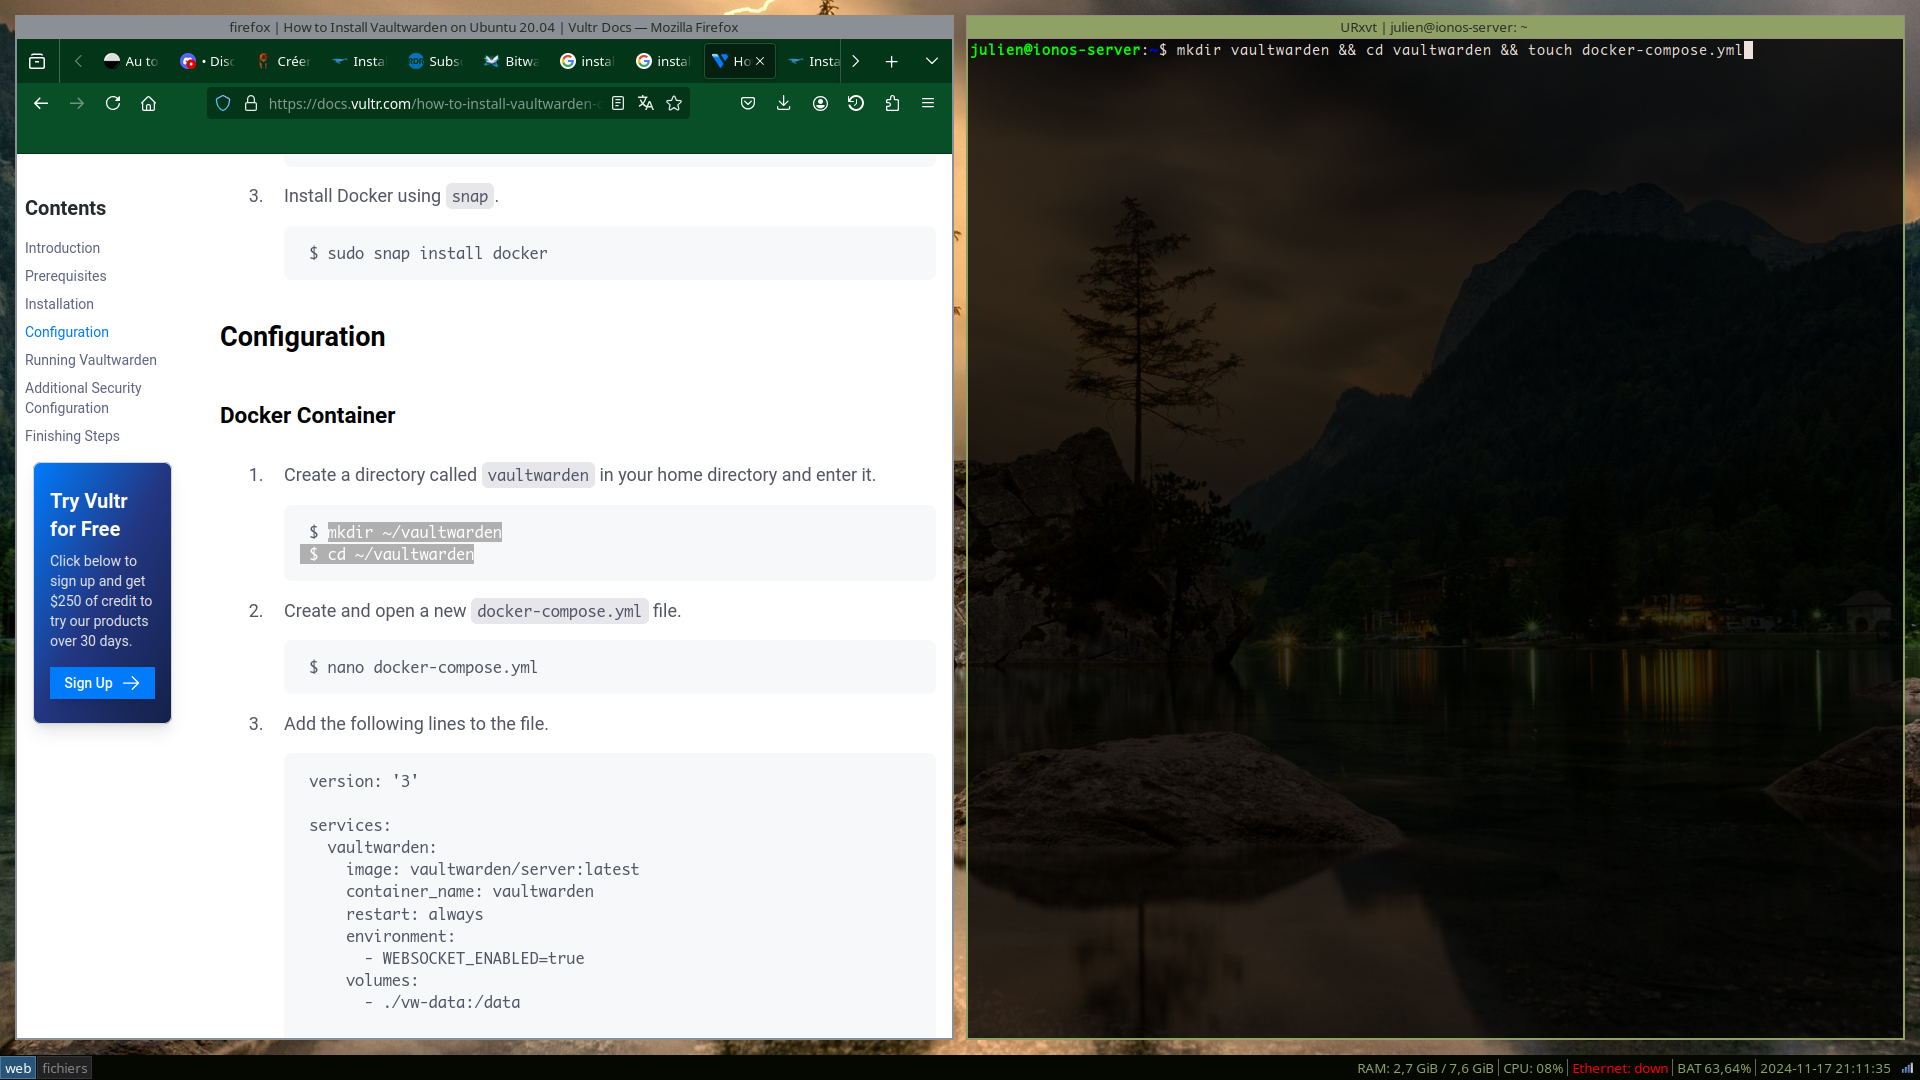 firefox | How to Install Vaultwarden on Ubuntu 20.04 | Vultr Docs — Mozilla Firefox
Au to
• Disc
Créer
Insta
Subs
Bitwa
insta
insta
Ho
Insta
https://docs.vultr.com/how-to-install-vaultwarden-
Contents
Introduction
Prerequisites
Installation
Configuration
Running Vaultwarden
Additional Security
Configuration
Finishing Steps
Try Vultr
for Free
Click below to
sign up and get
$250 of credit to
try our products
over 30 days.
Sign Up
3. Install Docker using snap.
$ sudo snap install docker
Configuration
Docker Container
1. Create a directory called vaultwarden in your home directory and enter it.
$ mkdir ~/vaultwarden
$ cd ~/vaultwarden
2. Create and open a new docker-compose.yml file.
$ nano docker-compose.yml
3. Add the following lines to the file.
version: '3'
services:
vaultwarden:
image: vaultwarden/server:latest
container_name: vaultwarden
restart: always
environment:
- WEBSOCKET_ENABLED=true
volumes:
- ./vw-data:/data
URxvt | julien@ionos-server: ~
julien@ionos-server:~$ mkdir vaultwarden && cd vaultwarden && touch docker-compose.yml
web
fichiers
RAM: 2,7 GiB / 7,6 GiB | CPU: 08% | Ethernet: down | BAT 63,64% | 2024-11-17 21:11:35